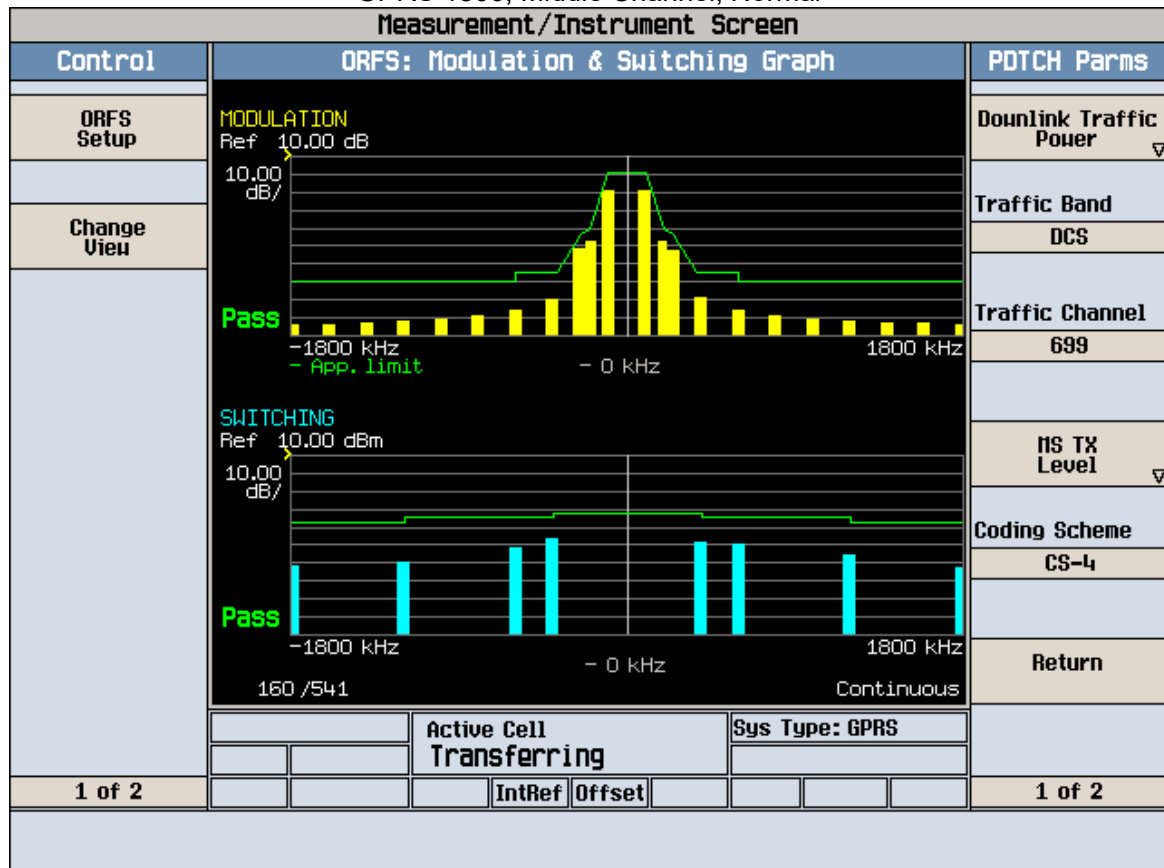 Measurement/Instrument Screen
Control
ORFS: Modulation & Switching Graph
PDTCH Parms
ORFS
Setup
Change
View
MODULATION
Ref 10.00 dB
10.00
dB/
Pass
-1800 kHz
1800 kHz
- App. limit
- 0 kHz
SWITCHING
Ref 10.00 dBm
10.00
dB/
Pass
-1800 kHz
1800 kHz
- 0 kHz
160 /541
Continuous
Downlink Traffic
Power
Traffic Band
DCS
Traffic Channel
699
MS TX
Level
Coding Scheme
CS-4
Return
Active Cell
Transferring
Sys Type: GPRS
IntRef
Offset
1 of 2
1 of 2